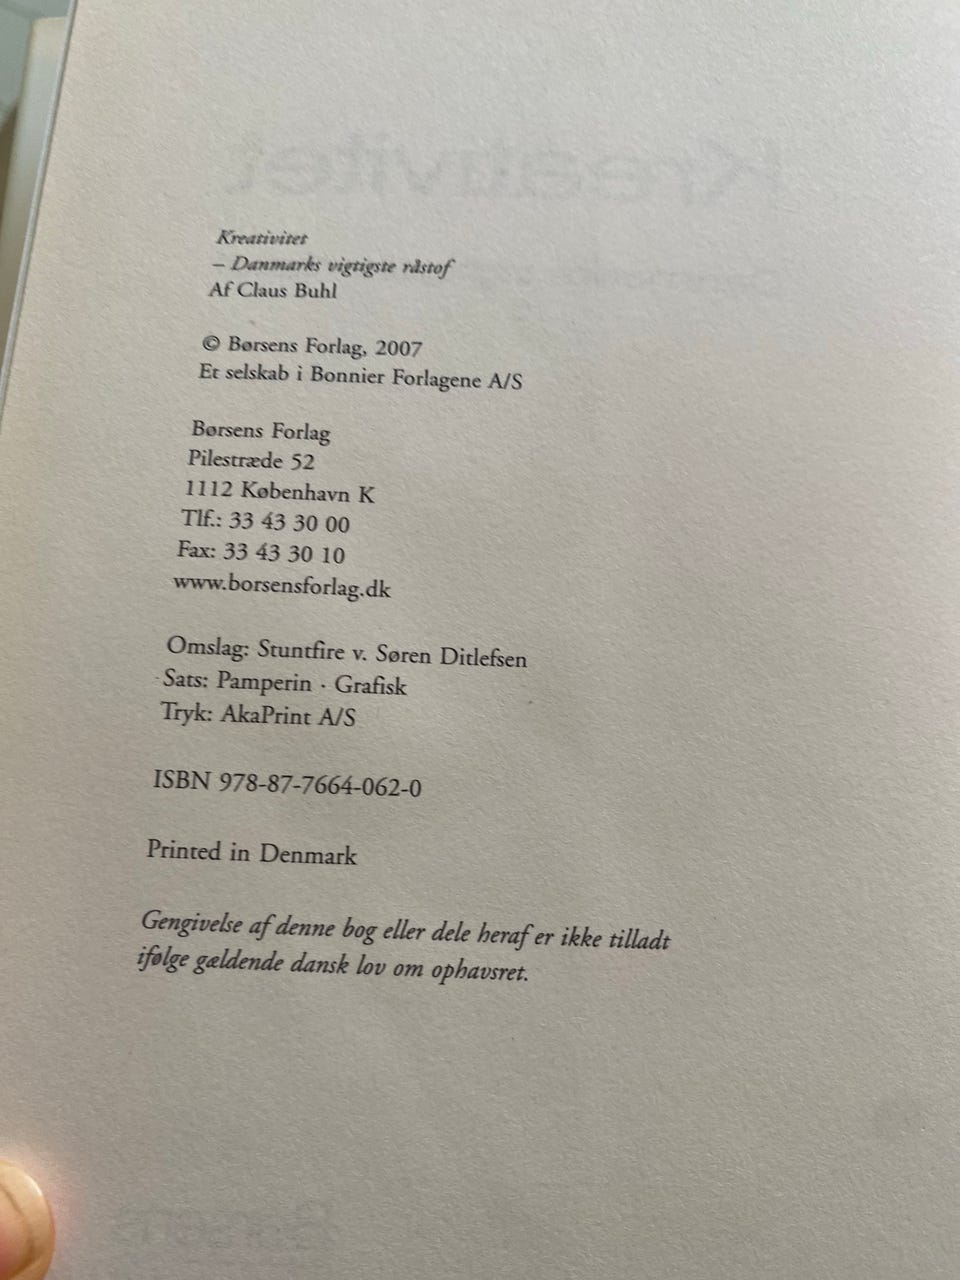 Kreativitet
Kreativitet
– Danmarks vigtigste råstof
Af Claus Buhl
© Børsens Forlag, 2007
Et selskab i Bonnier Forlagene A/S
Børsens Forlag
Pilestræde 52
1112 København K
Tlf.: 33 43 30 00
Fax: 33 43 30 10
www.borsensforlag.dk
Omslag: Stuntfire v. Søren Ditlefsen
Sats: Pamperin · Grafisk
Tryk: AkaPrint A/S
ISBN 978-87-7664-062-0
Printed in Denmark
Gengivelse af denne bog eller dele heraf er ikke tilladt
ifølge gældende dansk lov om ophavsret.
Børsens